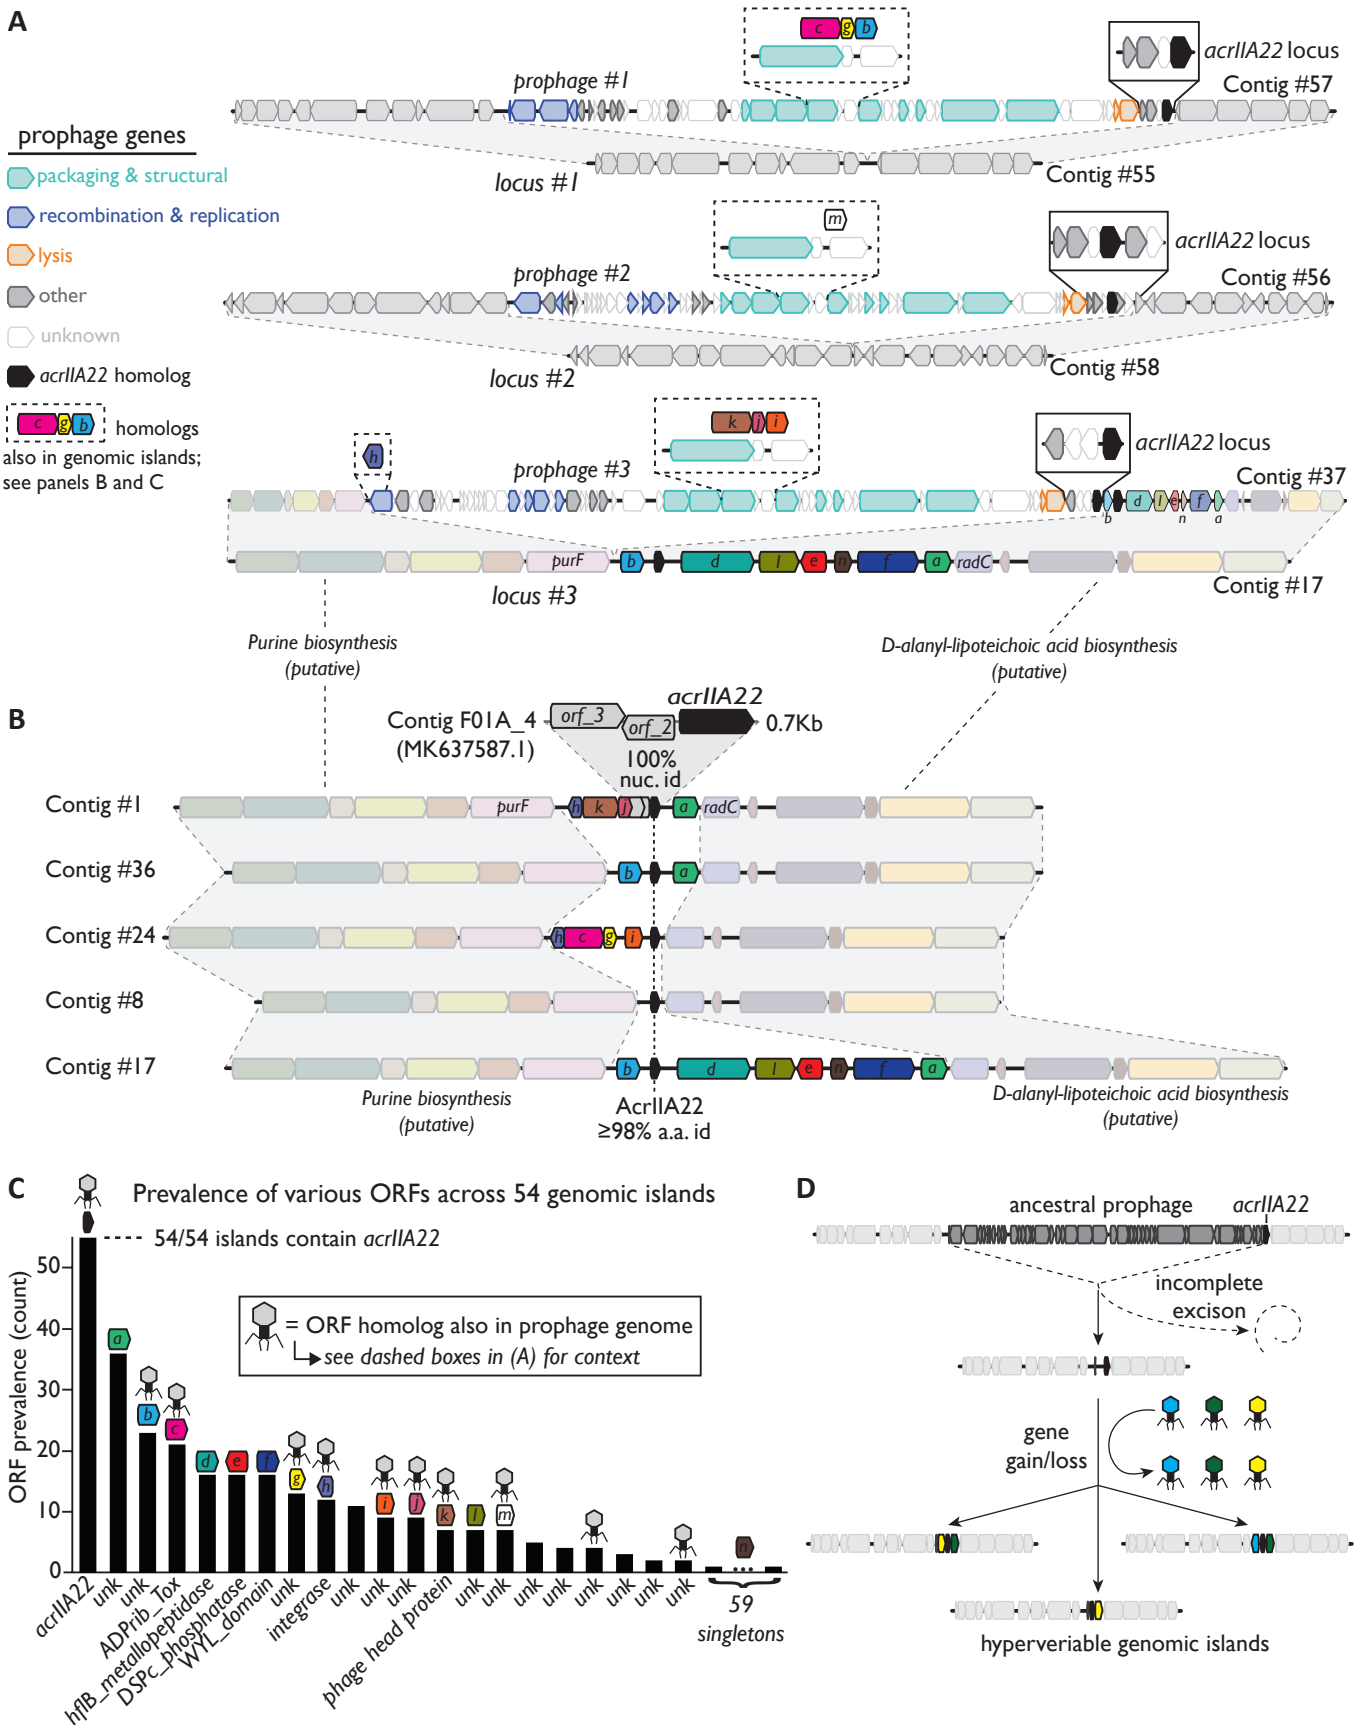 A
prophage genes
packaging & structural
recombination & replication
lysis
other
unknown
acrIIA22 homolog
c g b
homologs
also in genomic islands;
see panels B and C
c g b
prophage #1
acrIIA22 locus
Contig #57
locus #1
Contig #55
m
prophage #2
acrIIA22 locus
Contig #56
locus #2
Contig #58
h
k j i
prophage #3
acrIIA22 locus
Contig #37
d l e f
b n a
purF b d l e n f a radC
locus #3
Contig #17
Purine biosynthesis
(putative)
D-alanyl-lipoteichoic acid biosynthesis
(putative)
B
Contig F01A_4
(MK637587.1)
orf_3
orf_2
acrIIA22
0.7Kb
100%
nuc. id
Contig #1
purF h k j a radC
Contig #36
b a
Contig #24
h c g i
Contig #8
Contig #17
b d l e n f a
Purine biosynthesis
(putative)
AcrIIA22
≥98% a.a. id
D-alanyl-lipoteichoic acid biosynthesis
(putative)
C
Prevalence of various ORFs across 54 genomic islands
54/54 islands contain acrIIA22
= ORF homolog also in prophage genome
see dashed boxes in (A) for context
ORF prevalence (count)
50
40
30
20
10
0
a
b
c
d
e
f
g
h
i
j
k
l
m
n
...
acrIIA22
unk
unk
ADPrib_Tox
hflB_metallopeptidase
DSPc_phosphatase
WYL_domain
unk
integrase
unk
unk
unk
phage head protein
unk
unk
unk
unk
unk
unk
unk
unk
59
singletons
D
ancestral prophage
acrIIA22
incomplete
excison
gene
gain/loss
hyperveriable genomic islands